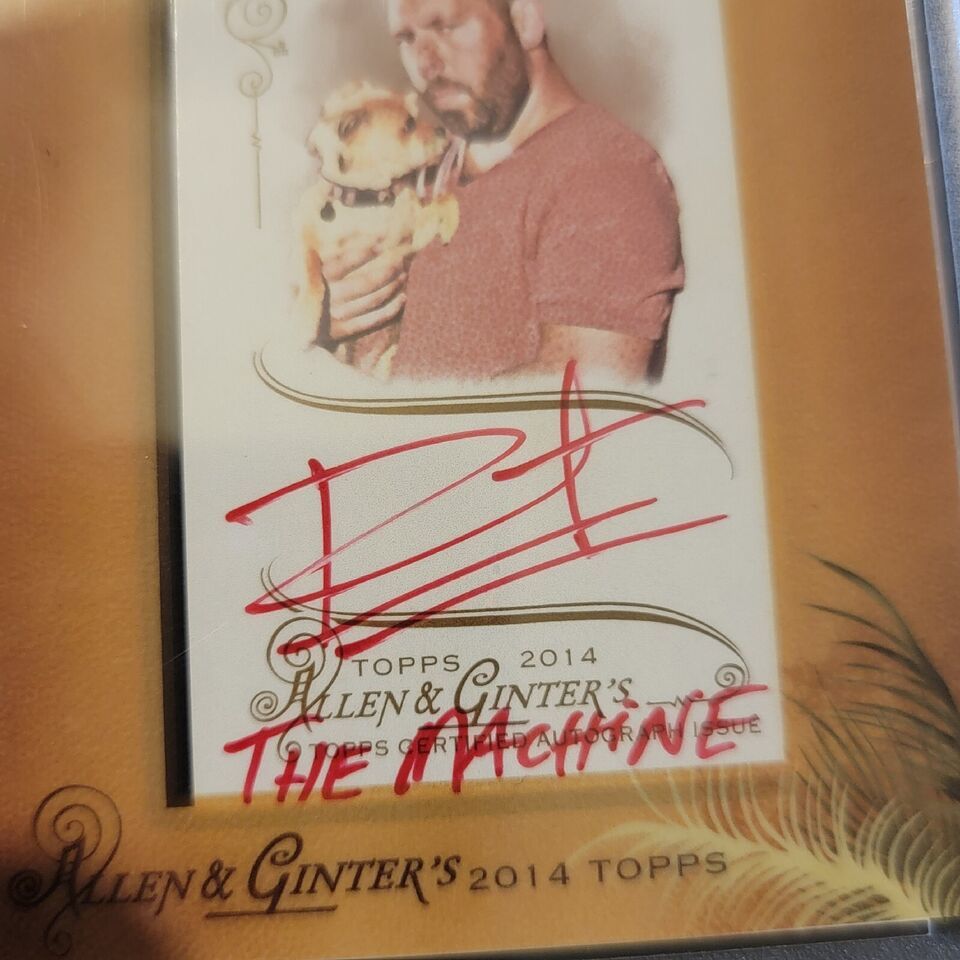 TOPPS 2014
ALLEN & GINTER'S
TOPPS CERTIFIED AUTOGRAPH ISSUE
THE MACHINE
ALLEN & GINTER'S 2014 TOPPS